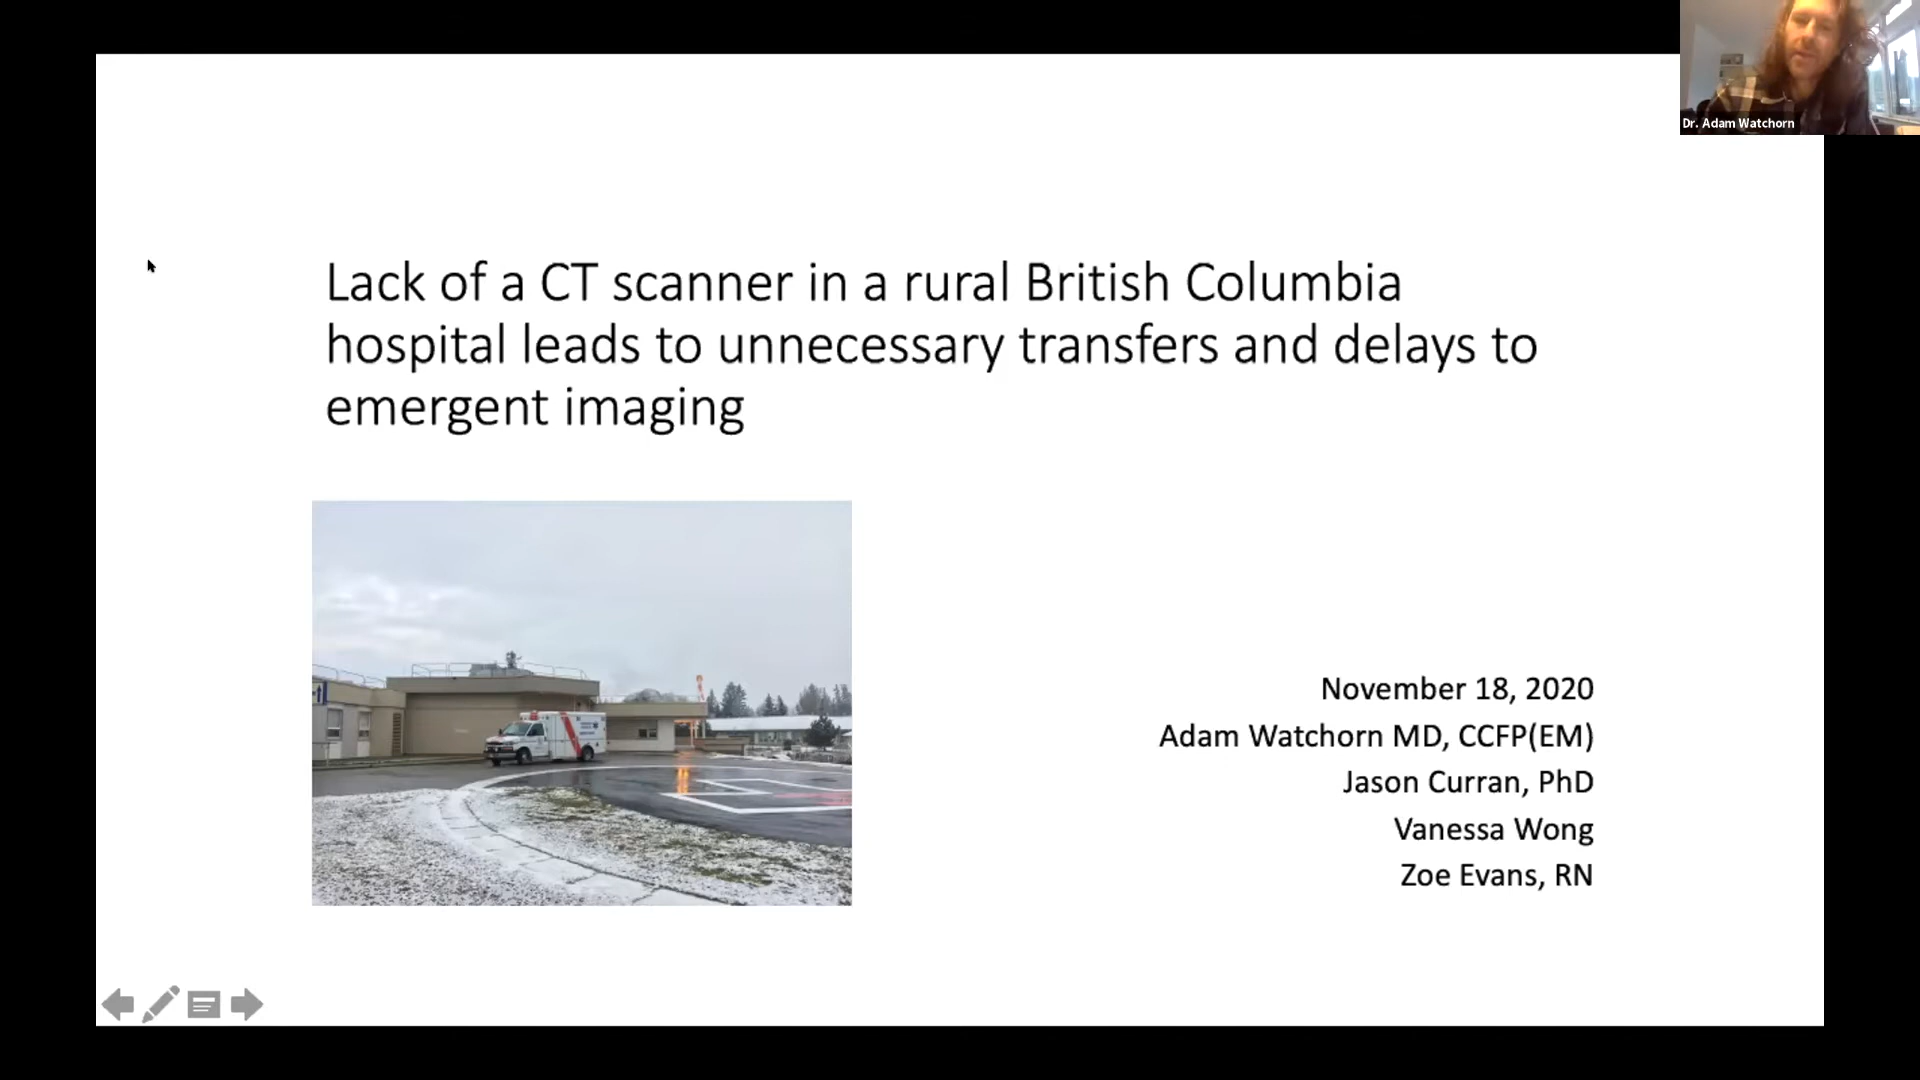 Dr. Adam Watchorn
Lack of a CT scanner in a rural British Columbia
hospital leads to unnecessary transfers and delays to
emergent imaging
November 18, 2020
Adam Watchorn MD, CCFP(EM)
Jason Curran, PhD
Vanessa Wong
Zoe Evans, RN